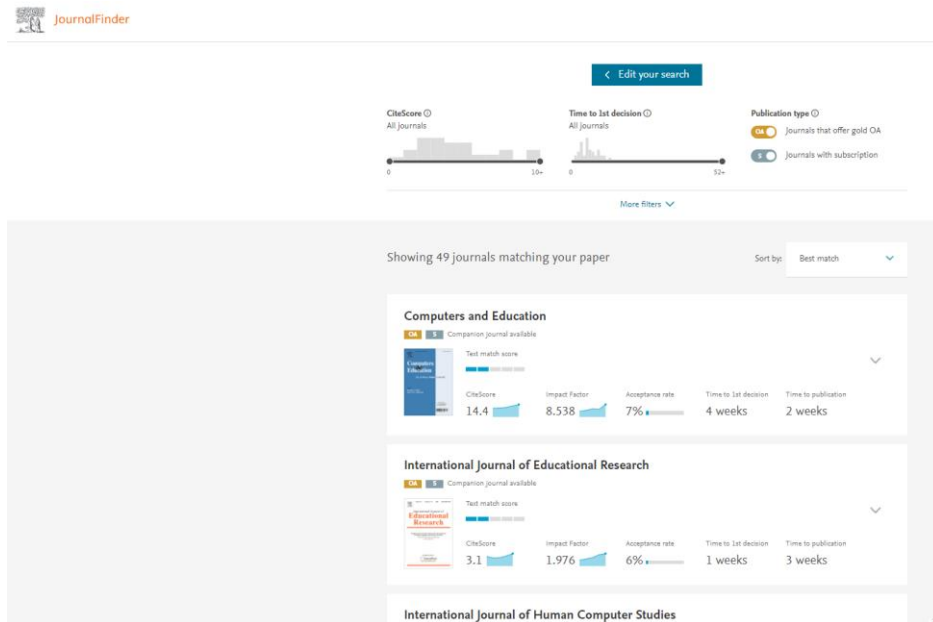 JournalFinder
Edit your search
CiteScore
All journals
0 10+
Time to 1st decision
All journals
0 52+
Publication type
OA Journals that offer gold OA
S Journals with subscription
More filters
Showing 49 journals matching your paper
Sort by: Best match
Computers and Education
OA S Companion journal available
Computers
Education
Text match score
CiteScore Impact Factor Acceptance rate Time to 1st decision Time to publication
14.4 8.538 7% 4 weeks 2 weeks
International Journal of Educational Research
OA S Companion journal available
Educational
Research
Text match score
CiteScore Impact Factor Acceptance rate Time to 1st decision Time to publication
3.1 1.976 6% 1 weeks 3 weeks
International Journal of Human Computer Studies